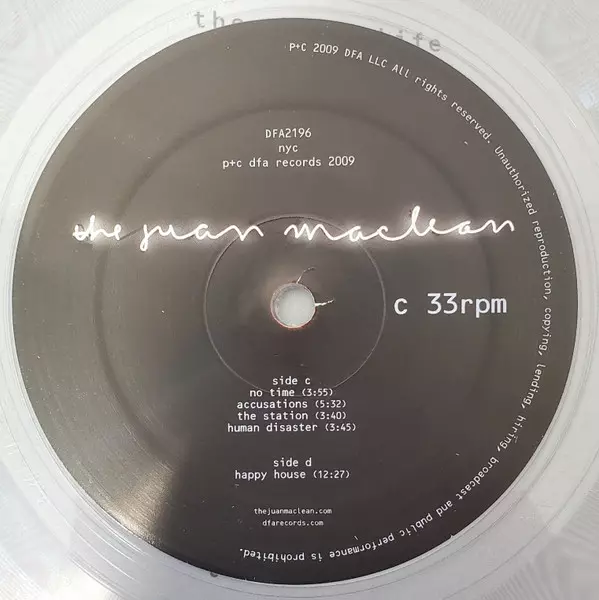 the life
p+c 2009 DFA LLC All rights reserved. Unauthorized reproduction, copying, lending, hiring, broadcast and public performance is prohibited.
DFA2196
nyc
p+c dfa records 2009
the juan maclean
c 33rpm
side c
no time (3:55)
accusations (5:32)
the station (3:40)
human disaster (3:45)
side d
happy house (12:27)
thejuanmaclean.com
dfarecords.com